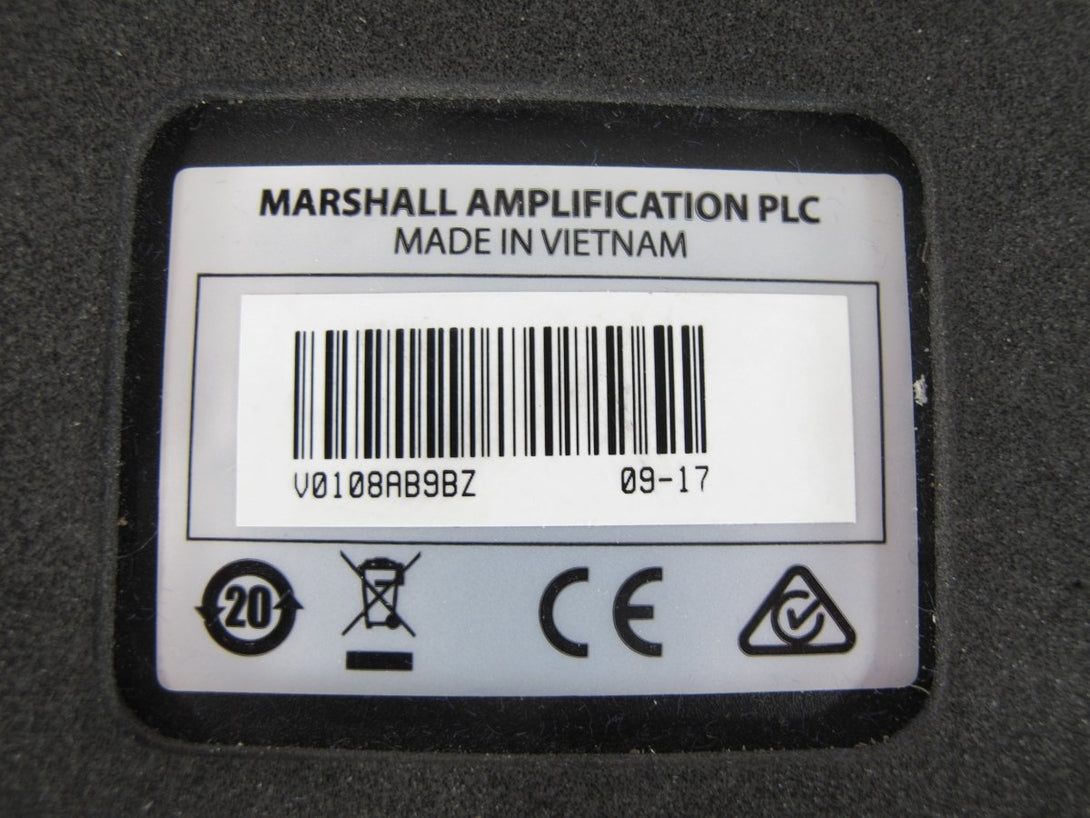 MARSHALL AMPLIFICATION PLC
MADE IN VIETNAM
V0108AB9BZ 09-17
20 CE